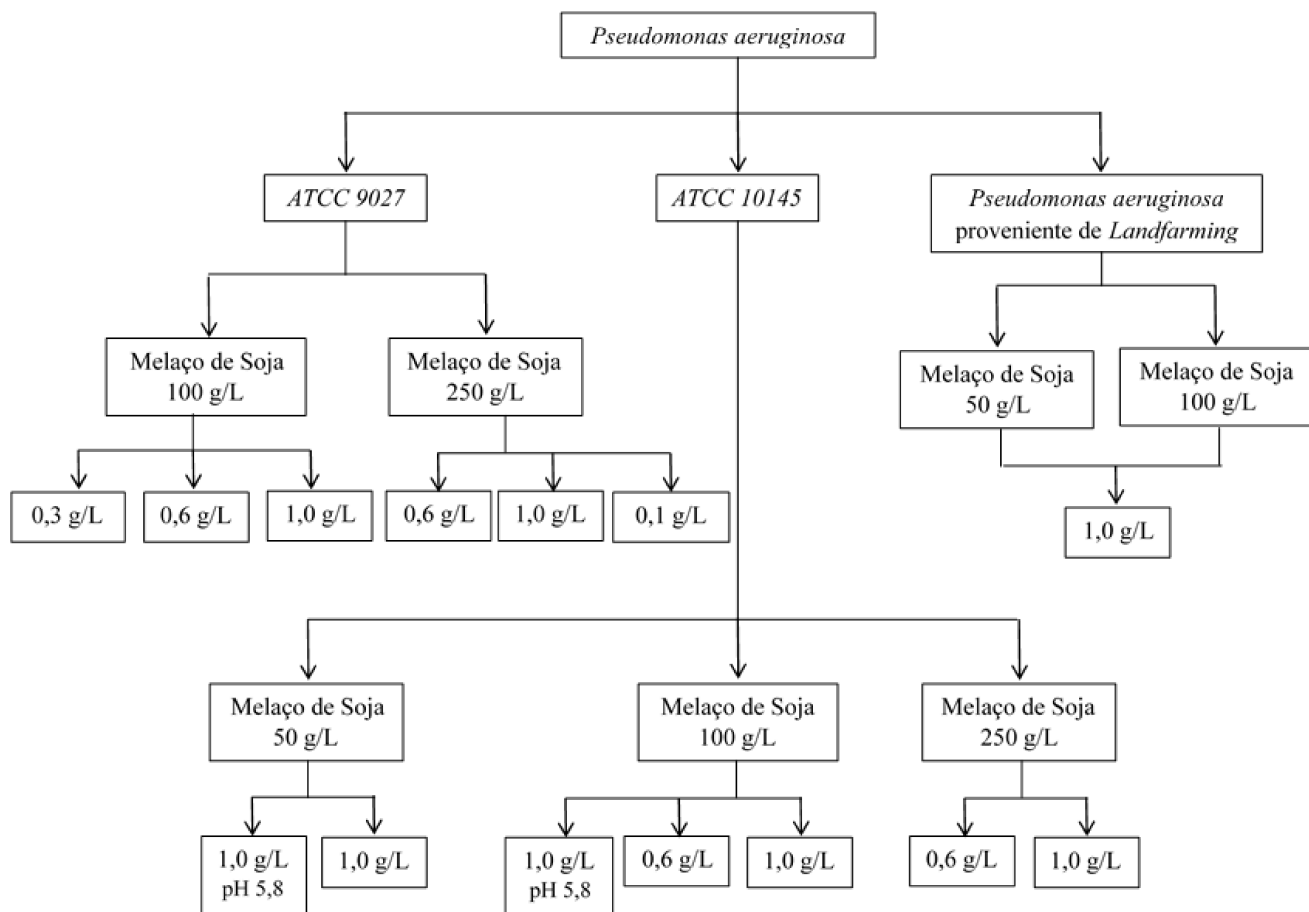 Pseudomonas aeruginosa
ATCC 9027
ATCC 10145
Pseudomonas aeruginosa
proveniente de Landfarming
Melaço de Soja
100 g/L
Melaço de Soja
250 g/L
Melaço de Soja
50 g/L
Melaço de Soja
100 g/L
0,3 g/L
0,6 g/L
1,0 g/L
0,6 g/L
1,0 g/L
0,1 g/L
1,0 g/L
Melaço de Soja
50 g/L
Melaço de Soja
100 g/L
Melaço de Soja
250 g/L
1,0 g/L
pH 5,8
1,0 g/L
1,0 g/L
pH 5,8
0,6 g/L
1,0 g/L
0,6 g/L
1,0 g/L